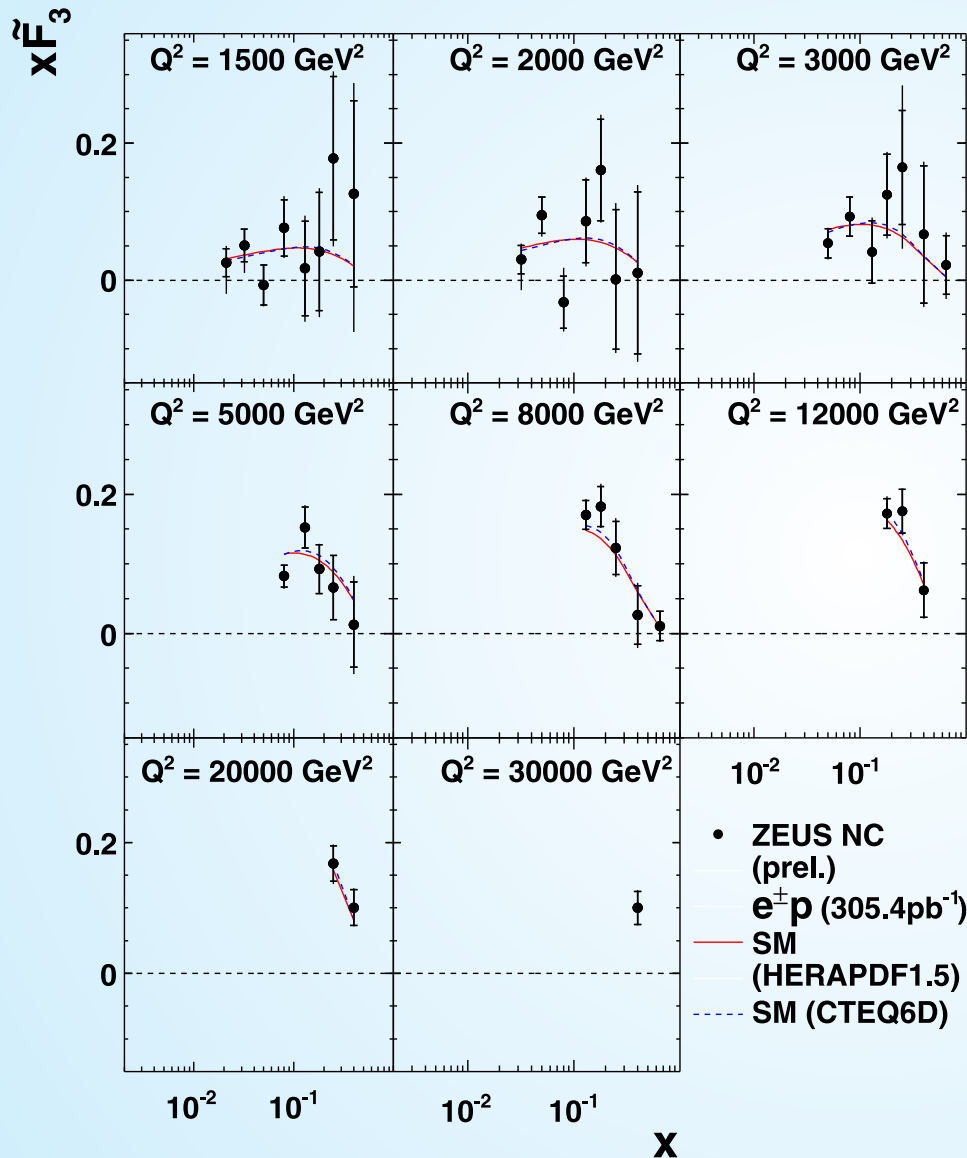 xF̃₃
Q² = 1500 GeV²
Q² = 2000 GeV²
Q² = 3000 GeV²
0.2
0
Q² = 5000 GeV²
Q² = 8000 GeV²
Q² = 12000 GeV²
0.2
0
Q² = 20000 GeV²
Q² = 30000 GeV²
10⁻² 10⁻¹
0.2
0
ZEUS NC
(prel.)
e±p (305.4pb⁻¹)
SM
(HERAPDF1.5)
SM (CTEQ6D)
10⁻² 10⁻¹
10⁻² 10⁻¹
x